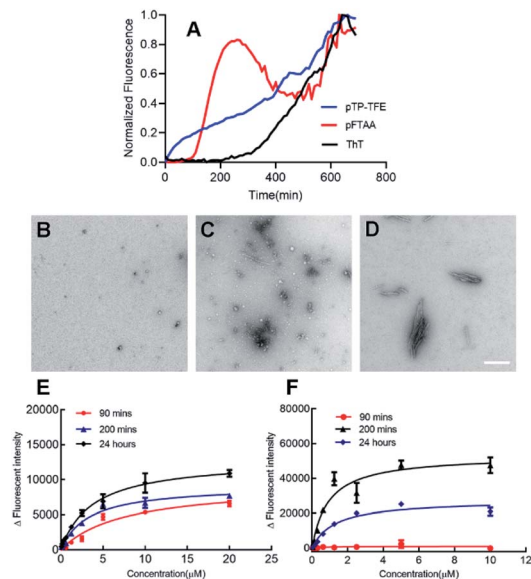 A
Normalized Fluorescence
1.0
0.8
0.6
0.4
0.2
0.0
pTP-TFE
pFTAA
ThT
0 200 400 600 800
Time(min)
B
C
D
E
F
Δ Fluorescent intensity
20000
15000
10000
5000
0
90 mins
200 mins
24 hours
0 5 10 15 20 25
Concentration(μM)
Δ Fluorescent intensity
80000
60000
40000
20000
0
90 mins
200 mins
24 hours
0 2 4 6 8 10 12
Concentration(μM)